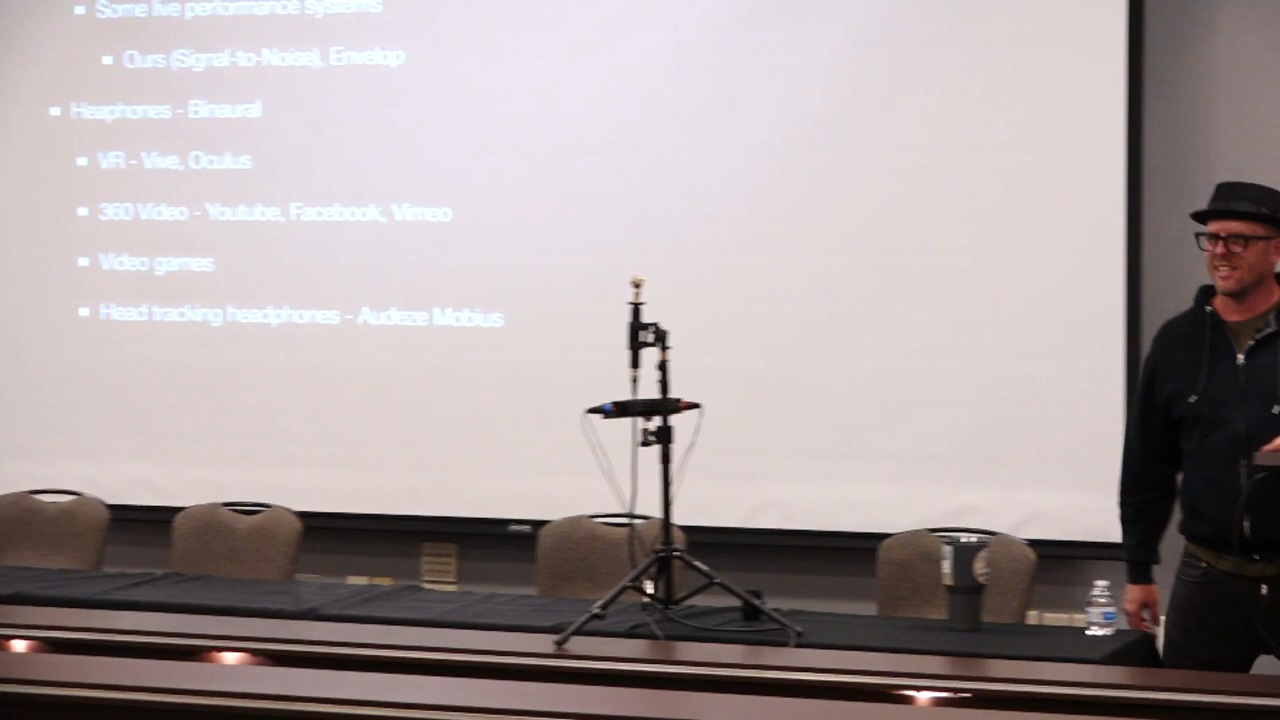 Some live performance systems
Ours (Signal-to-Noise), Envelop
Heaphones - Binaural
VR - Vive, Oculus
360 Video - Youtube, Facebook, Vimeo
Video games
Head tracking headphones - Audeze Mobius